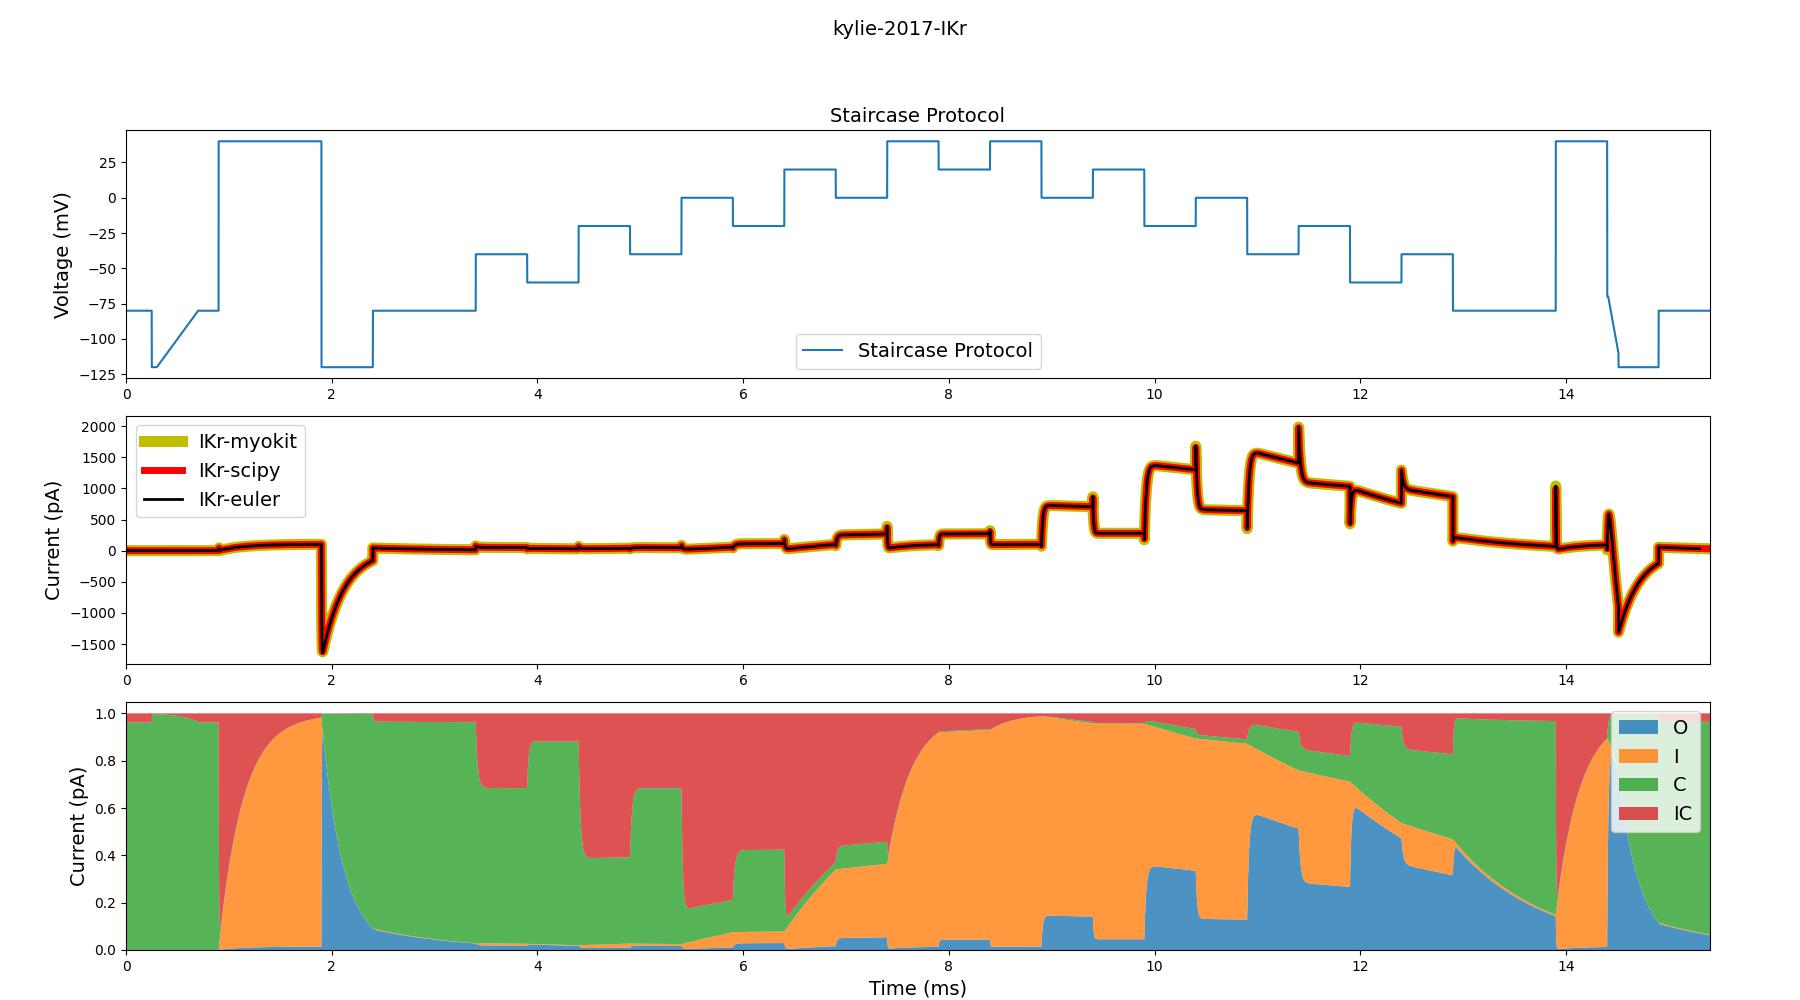 kylie-2017-IKr
Staircase Protocol
Voltage (mV)
25
0
−25
−50
−75
−100
−125
Staircase Protocol
0 2 4 6 8 10 12 14
Current (pA)
2000
1500
1000
500
0
−500
−1000
−1500
IKr-myokit
IKr-scipy
IKr-euler
0 2 4 6 8 10 12 14
Current (pA)
1.0
0.8
0.6
0.4
0.2
0.0
O
I
C
IC
0 2 4 6 8 10 12 14
Time (ms)